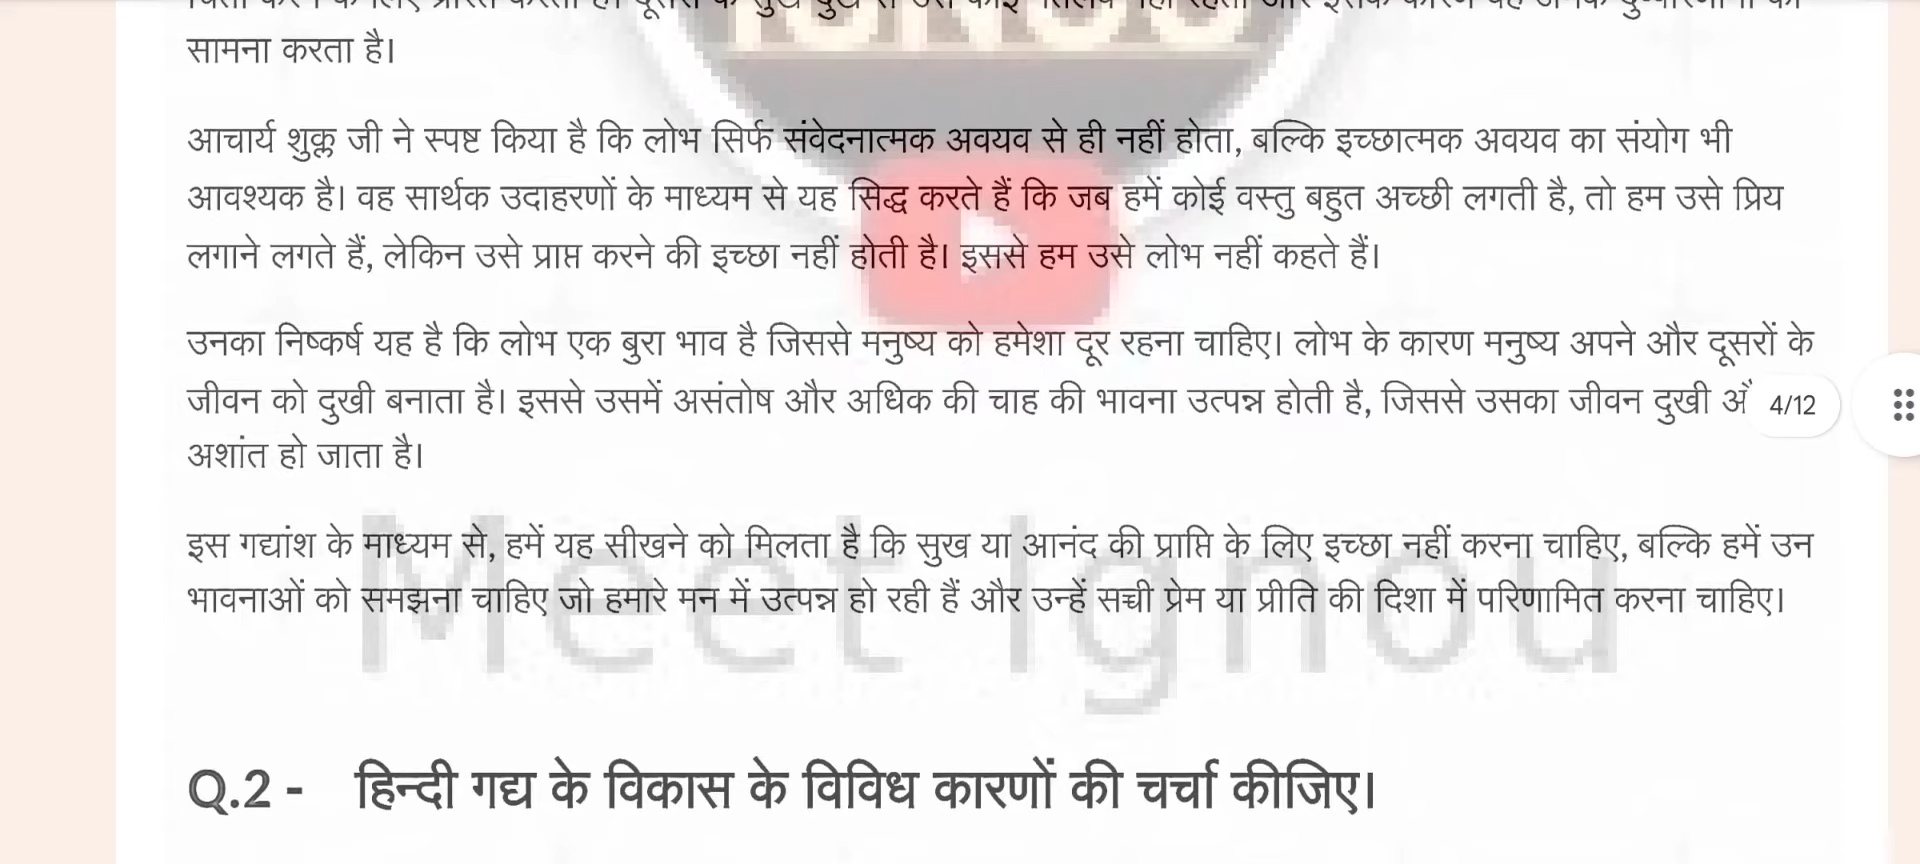 सामना करता है।
आचार्य शुक्ल जी ने स्पष्ट किया है कि लोभ सिर्फ संवेदनात्मक अवयव से ही नहीं होता, बल्कि इच्छात्मक अवयव का संयोग भी
आवश्यक है। वह सार्थक उदाहरणों के माध्यम से यह सिद्ध करते हैं कि जब हमें कोई वस्तु बहुत अच्छी लगती है, तो हम उसे प्रिय
लगाने लगते हैं, लेकिन उसे प्राप्त करने की इच्छा नहीं होती है। इससे हम उसे लोभ नहीं कहते हैं।
उनका निष्कर्ष यह है कि लोभ एक बुरा भाव है जिससे मनुष्य को हमेशा दूर रहना चाहिए। लोभ के कारण मनुष्य अपने और दूसरों के
जीवन को दुखी बनाता है। इससे उसमें असंतोष और अधिक की चाह की भावना उत्पन्न होती है, जिससे उसका जीवन दुखी
4/12
अशांत हो जाता है।
इस गद्यांश के माध्यम से, हमें यह सीखने को मिलता है कि सुख या आनंद की प्राप्ति के लिए इच्छा नहीं करना चाहिए, बल्कि हमें उन
भावनाओं को समझना चाहिए जो हमारे मन में उत्पन्न हो रही हैं और उन्हें सच्ची प्रेम या प्रीति की दिशा में परिणामित करना चाहिए।
Meet Ignou
Q.2 - हिन्दी गद्य के विकास के विविध कारणों की चर्चा कीजिए।